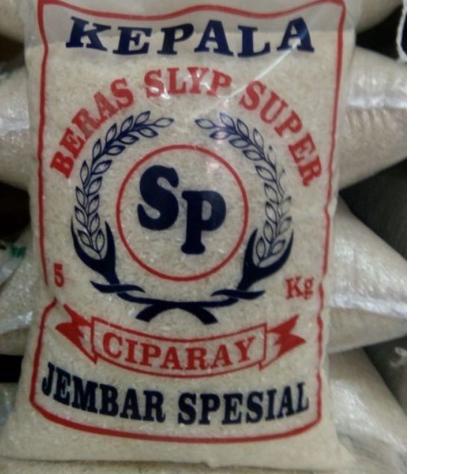 KEPALA
BERAS SLYP SUPER
SP
5 Kg
CIPARAY
JEMBAR SPESIAL